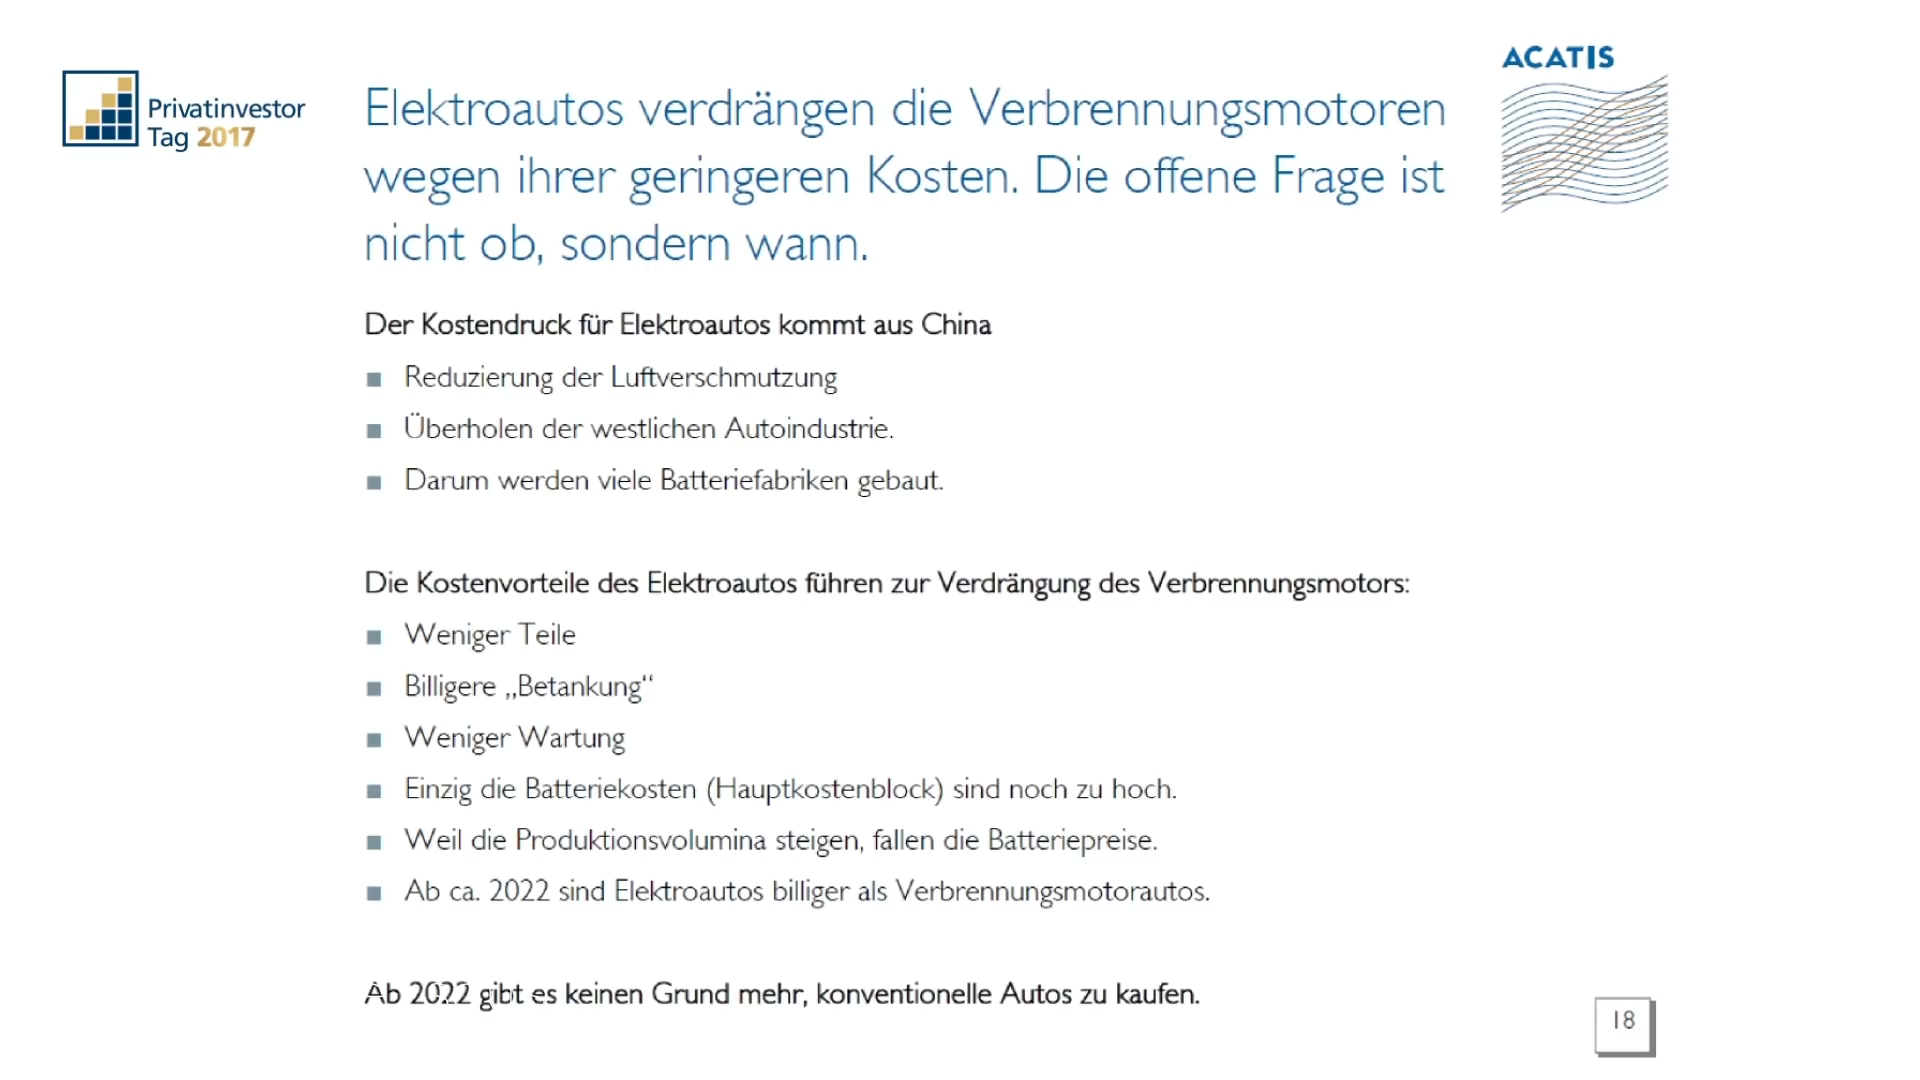 Privatinvestor
Tag 2017
ACATIS
Elektroautos verdrängen die Verbrennungsmotoren
wegen ihrer geringeren Kosten. Die offene Frage ist
nicht ob, sondern wann.
Der Kostendruck für Elektroautos kommt aus China
Reduzierung der Luftverschmutzung
Überholen der westlichen Autoindustrie.
Darum werden viele Batteriefabriken gebaut.
Die Kostenvorteile des Elektroautos führen zur Verdrängung des Verbrennungsmotors:
Weniger Teile
Billigere „Betankung“
Weniger Wartung
Einzig die Batteriekosten (Hauptkostenblock) sind noch zu hoch.
Weil die Produktionsvolumina steigen, fallen die Batteriepreise.
Ab ca. 2022 sind Elektroautos billiger als Verbrennungsmotorautos.
Ab 2022 gibt es keinen Grund mehr, konventionelle Autos zu kaufen.
18